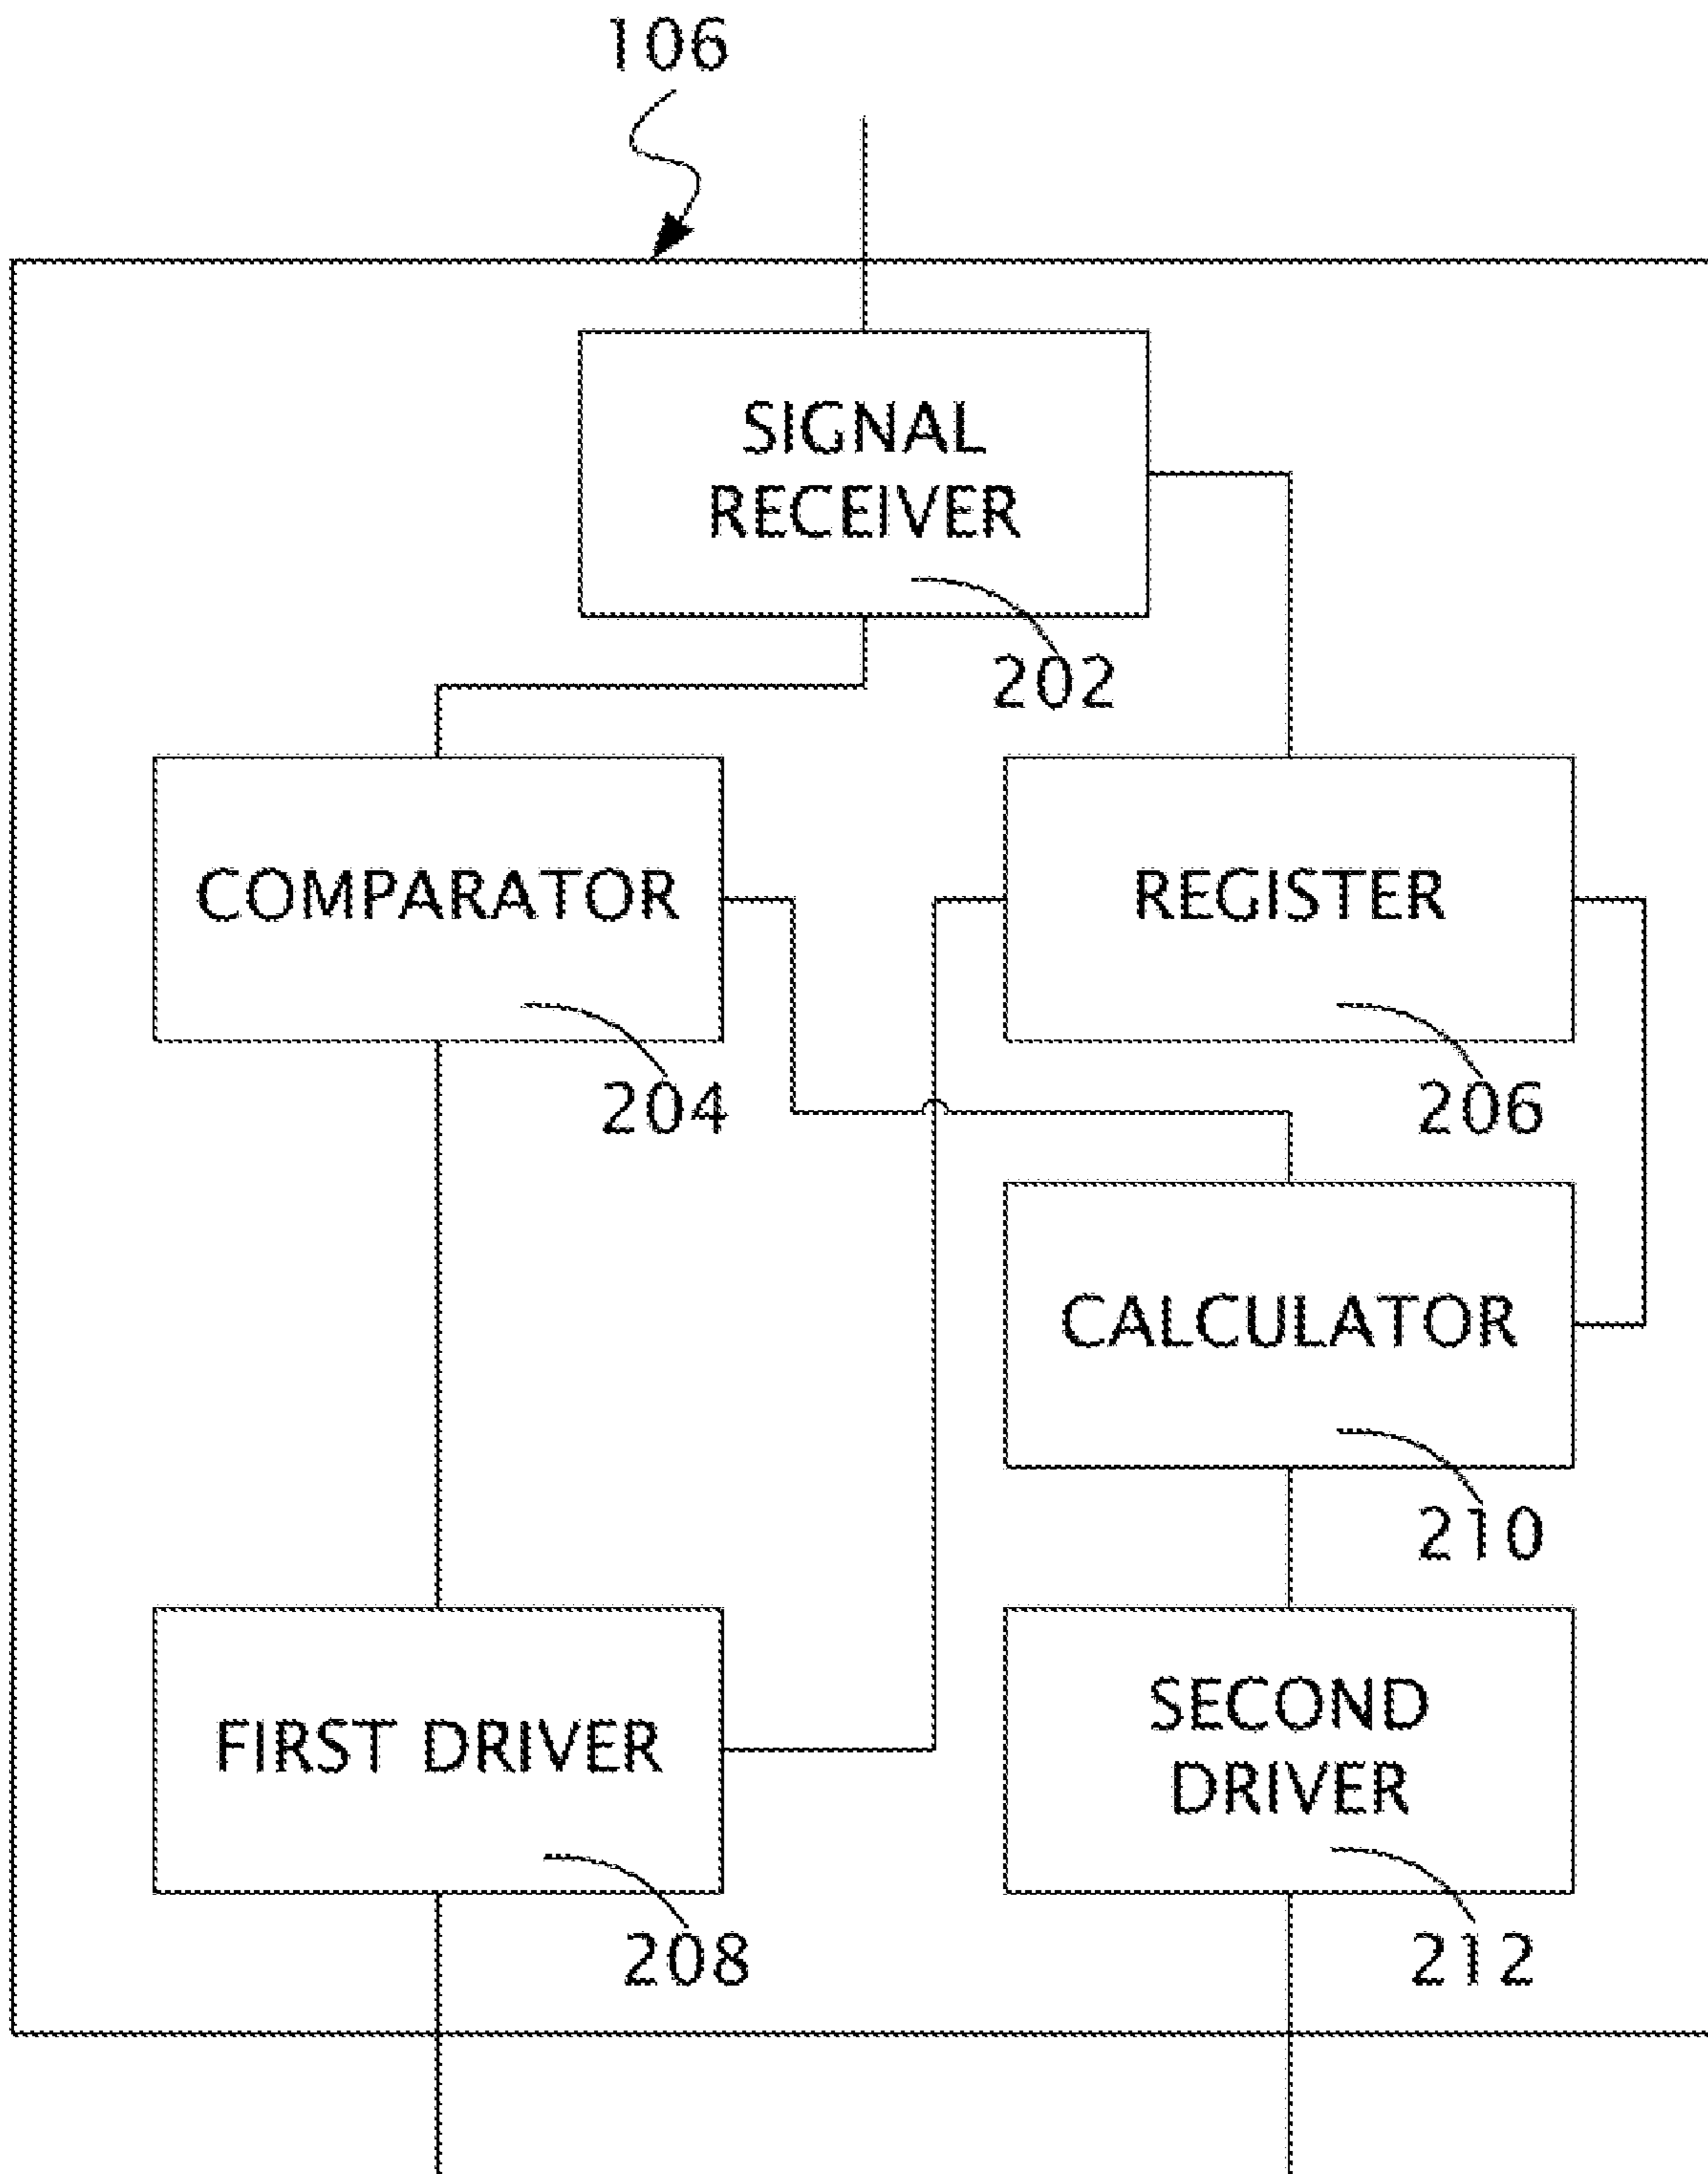 106
SIGNAL
RECEIVER
202
COMPARATOR
204
REGISTER
206
CALCULATOR
210
FIRST DRIVER
208
SECOND
DRIVER
212